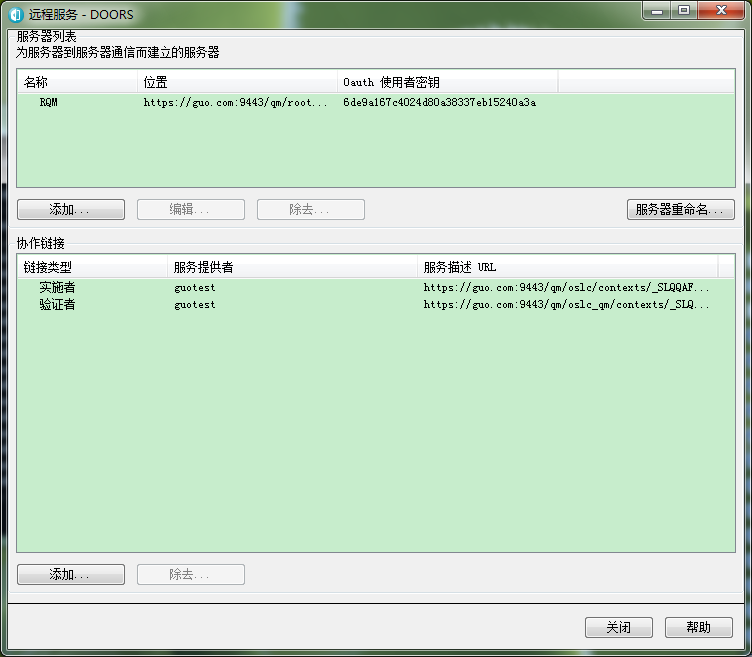 远程服务 - DOORS
服务器列表
为服务器到服务器通信而建立的服务器
名称 位置 Oauth 使用者密钥
RQM https://guo.com:9443/qm/root... 6de9a167c4024d80a38337eb15240a3a
添加... 编辑... 除去... 服务器重命名...
协作链接
链接类型 服务提供者 服务描述 URL
实施者 guotest https://guo.com:9443/qm/oslc/contexts/_SLQQAF...
验证者 guotest https://guo.com:9443/qm/oslc_qm/contexts/_SLQ...
添加... 除去...
关闭 帮助